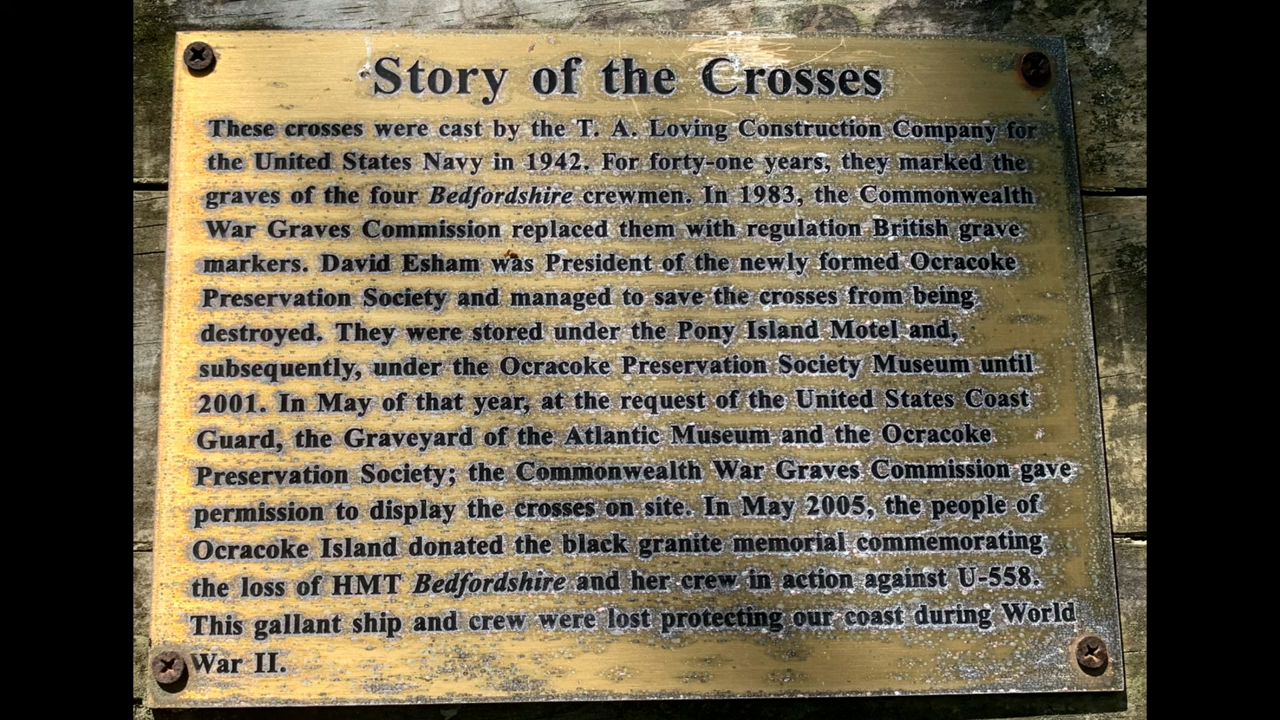 Story of the Crosses
These crosses were cast by the T. A. Loving Construction Company for
the United States Navy in 1942. For forty-one years, they marked the
graves of the four Bedfordshire crewmen. In 1983, the Commonwealth
War Graves Commission replaced them with regulation British grave
markers. David Esham was President of the newly formed Ocracoke
Preservation Society and managed to save the crosses from being
destroyed. They were stored under the Pony Island Motel and,
subsequently, under the Ocracoke Preservation Society Museum until
2001. In May of that year, at the request of the United States Coast
Guard, the Graveyard of the Atlantic Museum and the Ocracoke
Preservation Society; the Commonwealth War Graves Commission gave
permission to display the crosses on site. In May 2005, the people of
Ocracoke Island donated the black granite memorial commemorating
the loss of HMT Bedfordshire and her crew in action against U-558.
This gallant ship and crew were lost protecting our coast during World
War II.